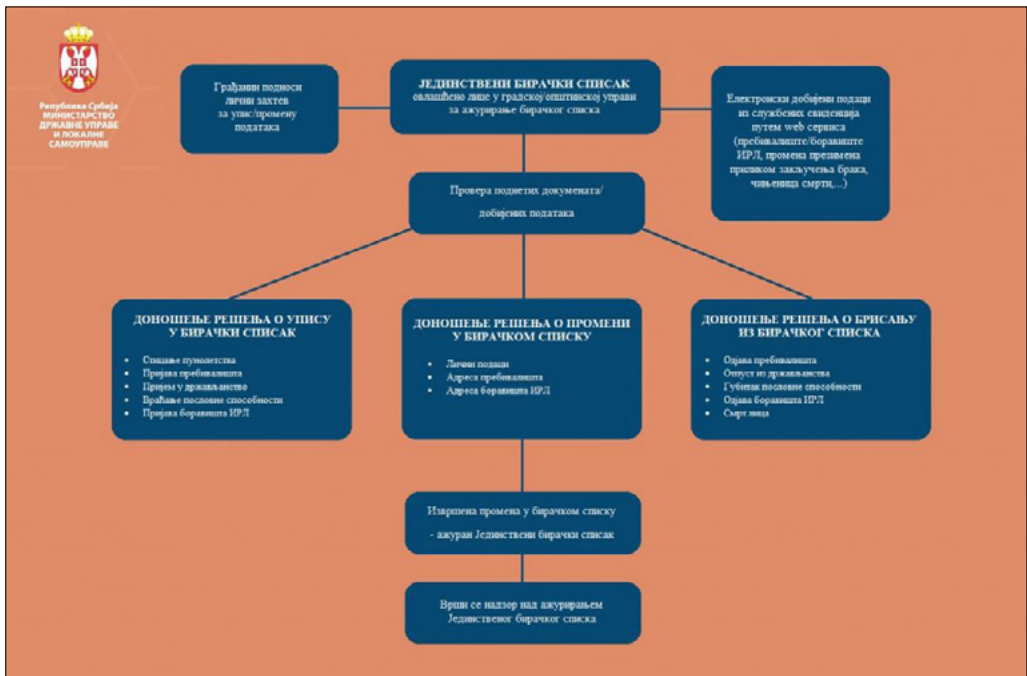 Република Србија
МИНИСТАРСТВО
ДРЖАВНЕ УПРАВЕ
И ЛОКАЛНЕ
САМОУПРАВЕ
Грађанин подноси
лични захтев
за упис/промену
података
ЈЕДИНСТВЕНИ БИРАЧКИ СПИСАК
овлашћено лице у градској/општинској управи
за ажурирање бирачког списка
Електронски добијени подаци
из службених евиденција
путем web сервиса
(пребивалиште/боравиште
ИРЛ, промена презимена
приликом закључења брака,
чињеница смрти,...)
Провера поднетих докумената/
добијених података
ДОНОШЕЊЕ РЕШЕЊА О УПИСУ
У БИРАЧКИ СПИСАК
• Стицање пунолетства
• Пријава пребивалишта
• Пријем у држављанство
• Враћање пословне способности
• Пријава боравишта ИРЛ
ДОНОШЕЊЕ РЕШЕЊА О ПРОМЕНИ
У БИРАЧКОМ СПИСКУ
• Лични подаци
• Адреса пребивалишта
• Адреса боравишта ИРЛ
ДОНОШЕЊЕ РЕШЕЊА О БРИСАЊУ
ИЗ БИРАЧКОГ СПИСКА
• Одјава пребивалишта
• Отпуст из држављанства
• Губитак пословне способности
• Одјава боравишта ИРЛ
• Смрт лица
Извршена промена у бирачком списку
- ажуран Јединствени бирачки списак
Врши се надзор над ажурирањем
Јединственог бирачког списка